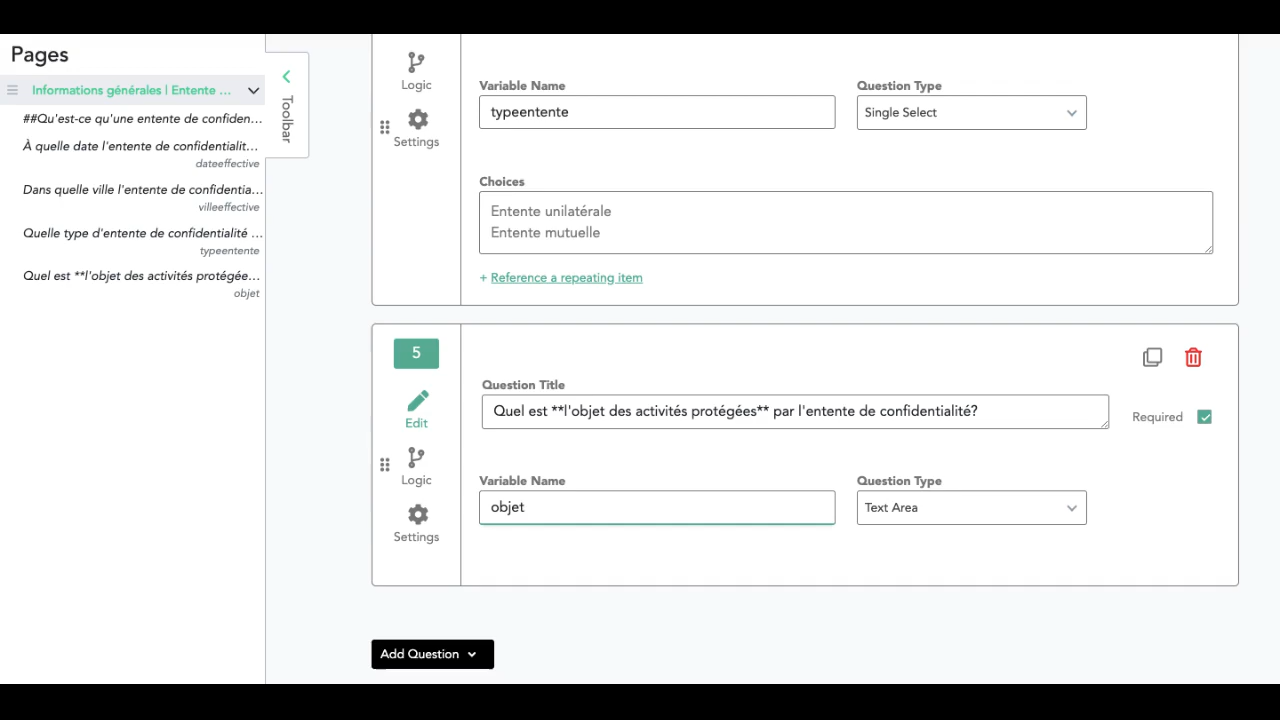 Pages
Informations générales | Entente ...
##Qu'est-ce qu'une entente de confiden...
À quelle date l'entente de confidentialit...
dateeffective
Dans quelle ville l'entente de confidentia...
villeeffective
Quelle type d'entente de confidentialité ...
typeentente
Quel est **l'objet des activités protégée...
objet
Toolbar
Logic
Settings
Variable Name
typeentente
Question Type
Single Select
Choices
Entente unilatérale
Entente mutuelle
+ Reference a repeating item
5
Edit
Logic
Settings
Question Title
Quel est **l'objet des activités protégées** par l'entente de confidentialité?
Required
Variable Name
objet
Question Type
Text Area
Add Question